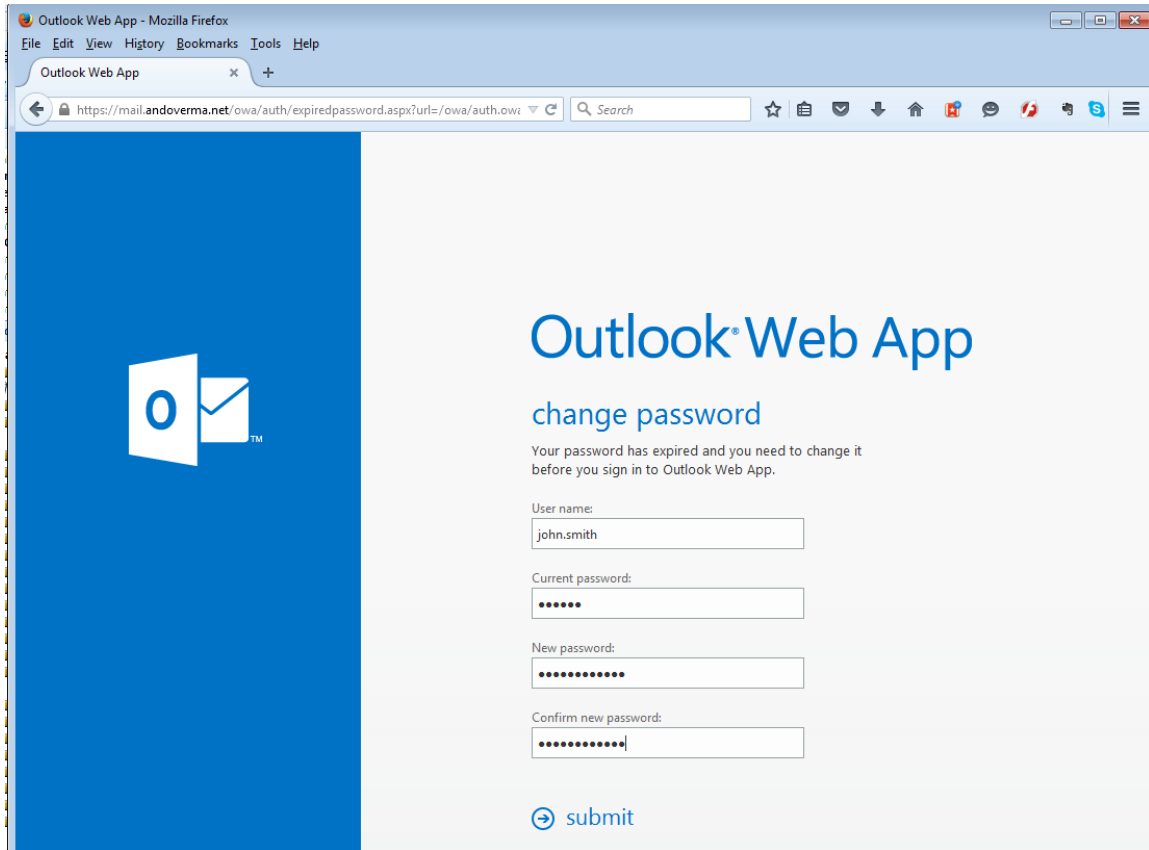 Outlook Web App - Mozilla Firefox
File Edit View History Bookmarks Tools Help
Outlook Web App
https://mail.andoverma.net/owa/auth/expiredpassword.aspx?url=/owa/auth.owa
Search
Outlook® Web App
O
TM
change password
Your password has expired and you need to change it
before you sign in to Outlook Web App.
User name:
john.smith
Current password:
••••••
New password:
••••••••••••
Confirm new password:
••••••••••••
submit